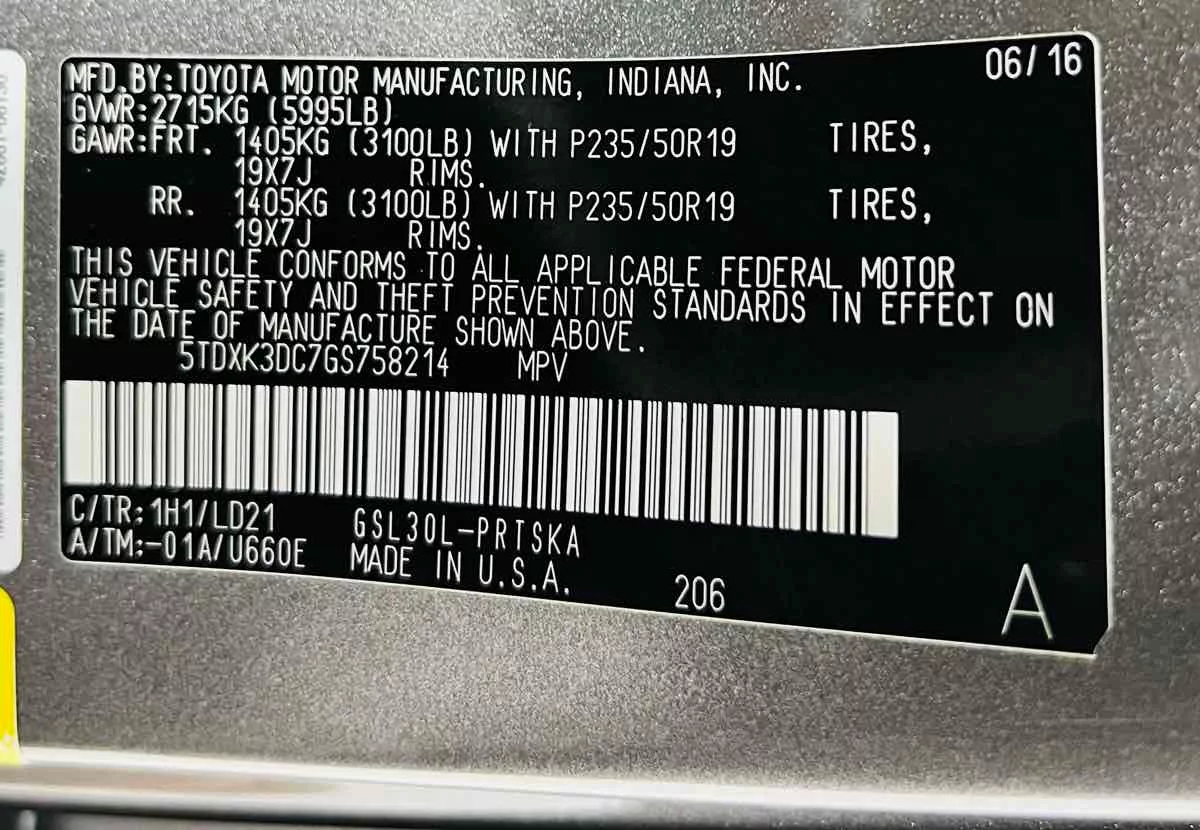 06/16
MFD.BY:TOYOTA MOTOR MANUFACTURING, INDIANA, INC.
GVWR:2715KG (5995LB)
GAWR:FRT. 1405KG (3100LB) WITH P235/50R19 TIRES,
19X7J RIMS.
RR. 1405KG (3100LB) WITH P235/50R19 TIRES,
19X7J RIMS.
THIS VEHICLE CONFORMS TO ALL APPLICABLE FEDERAL MOTOR
VEHICLE SAFETY AND THEFT PREVENTION STANDARDS IN EFFECT ON
THE DATE OF MANUFACTURE SHOWN ABOVE.
5TDXK3DC7GS758214 MPV
C/TR:1H1/LD21 GSL30L-PRTSKA
A/TM:-01A/U660E MADE IN U.S.A. 206
A